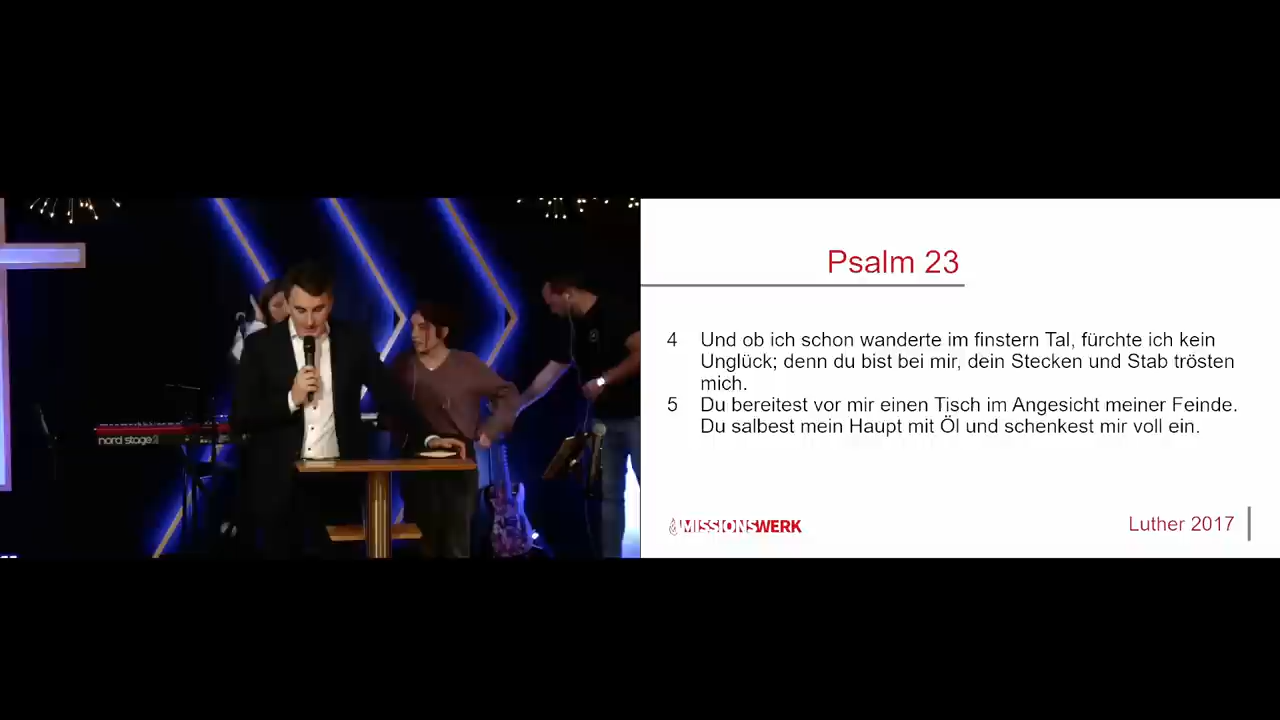 nord stage 2
Psalm 23
4 Und ob ich schon wanderte im finstern Tal, fürchte ich kein
Unglück; denn du bist bei mir, dein Stecken und Stab trösten
mich.
5 Du bereitest vor mir einen Tisch im Angesicht meiner Feinde.
Du salbest mein Haupt mit Öl und schenkest mir voll ein.
MISSIONSWERK
Luther 2017